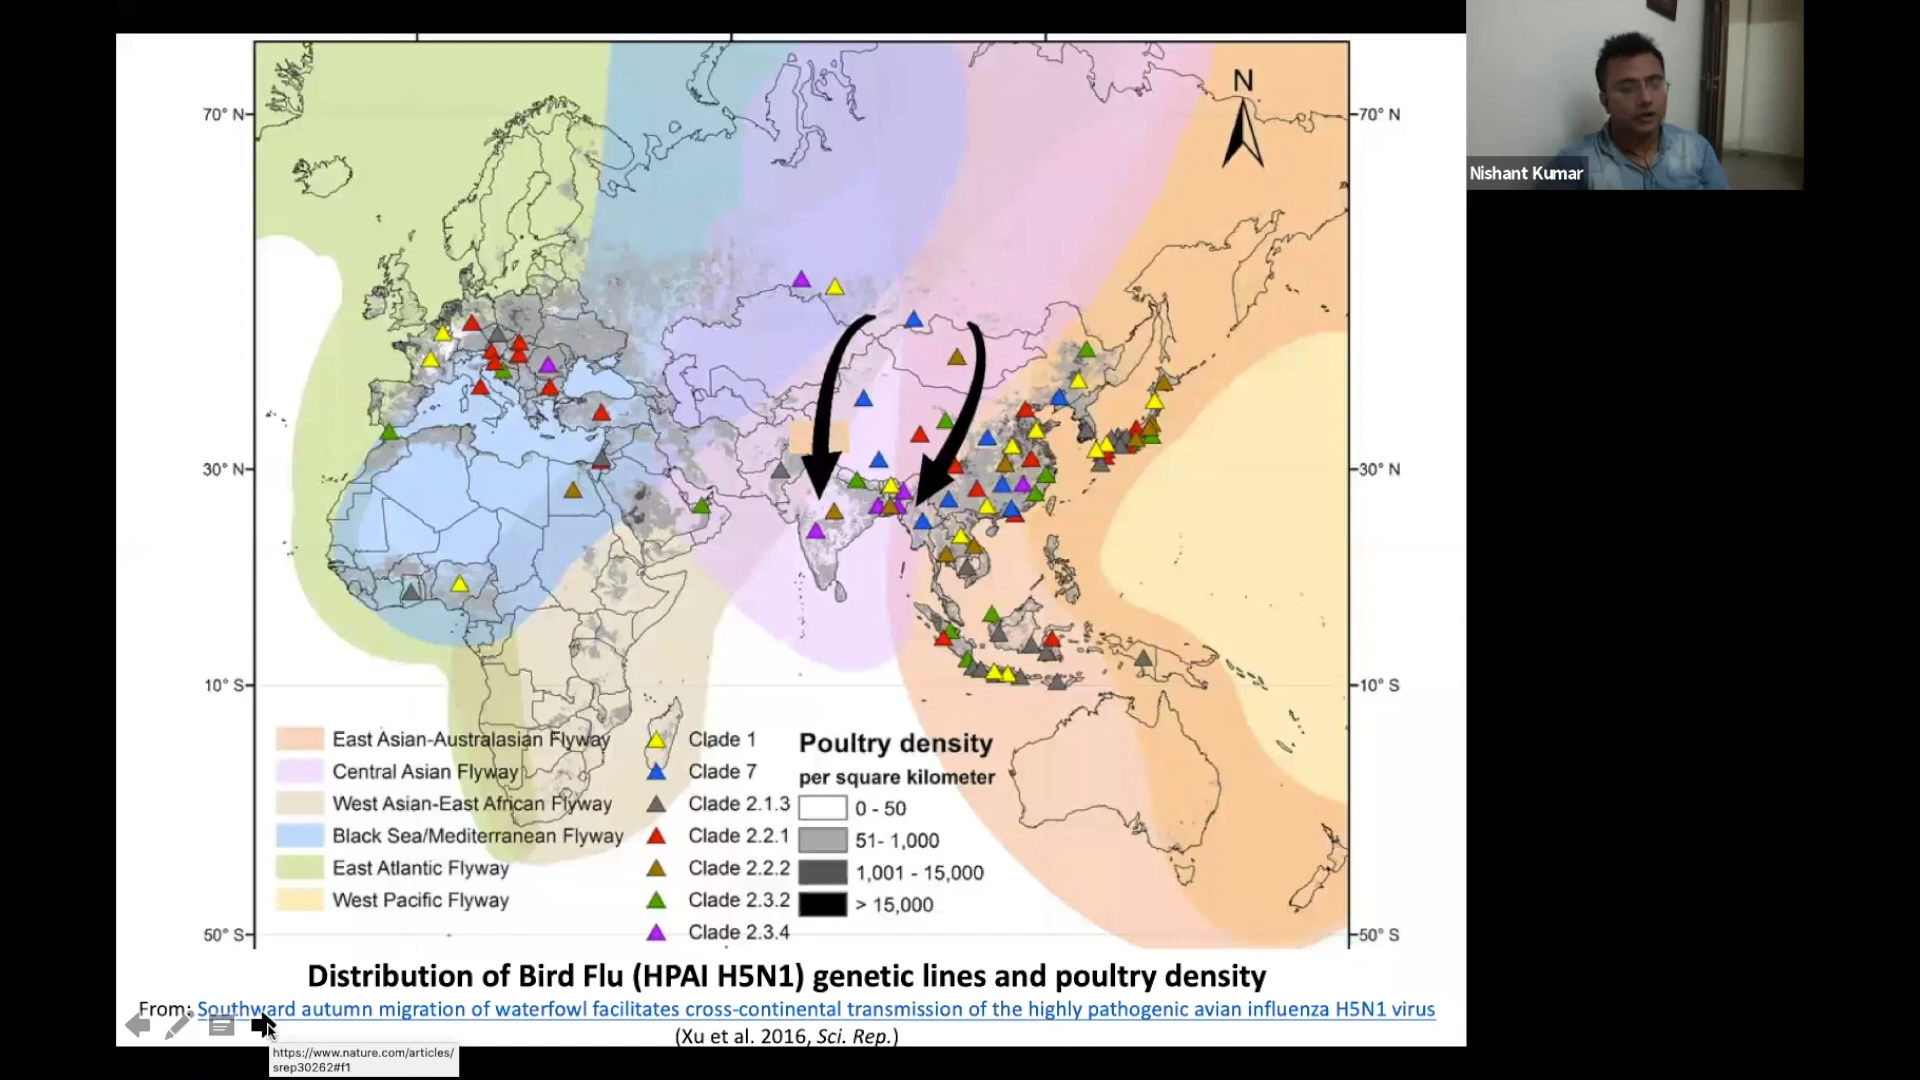 N
70° N
70° N
Nishant Kumar
30° N
30° N
10° S
10° S
East Asian-Australasian Flyway
Central Asian Flyway
West Asian-East African Flyway
Black Sea/Mediterranean Flyway
East Atlantic Flyway
West Pacific Flyway
Clade 1
Clade 7
Clade 2.1.3
Clade 2.2.1
Clade 2.2.2
Clade 2.3.2
Clade 2.3.4
Poultry density
per square kilometer
0 - 50
51- 1,000
1,001 - 15,000
> 15,000
50° S
50° S
Distribution of Bird Flu (HPAI H5N1) genetic lines and poultry density
From: Southward autumn migration of waterfowl facilitates cross-continental transmission of the highly pathogenic avian influenza H5N1 virus
(Xu et al. 2016, Sci. Rep.)
https://www.nature.com/articles/
srep30262#f1